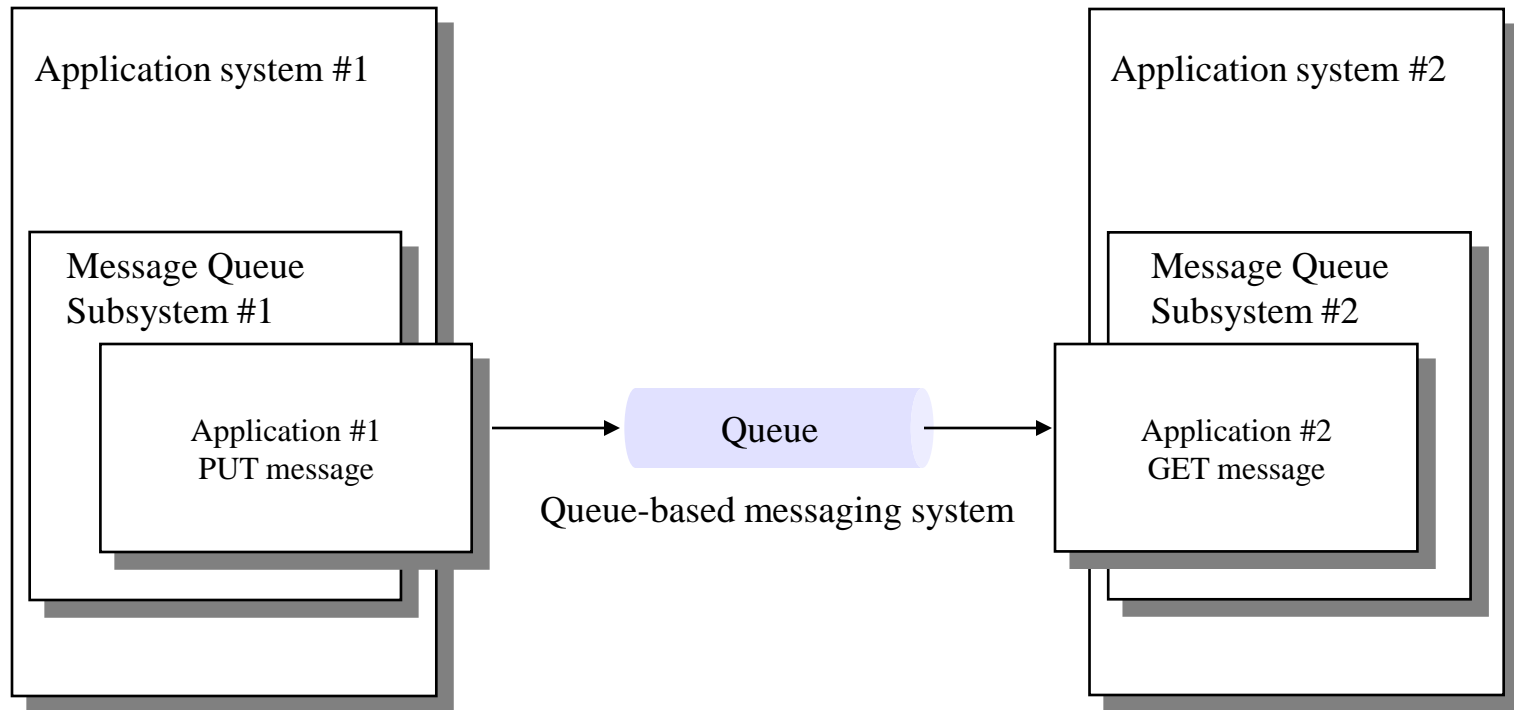 Application system #1
Message Queue
Subsystem #1
Application #1
PUT message
Queue
Queue-based messaging system
Application system #2
Message Queue
Subsystem #2
Application #2
GET message